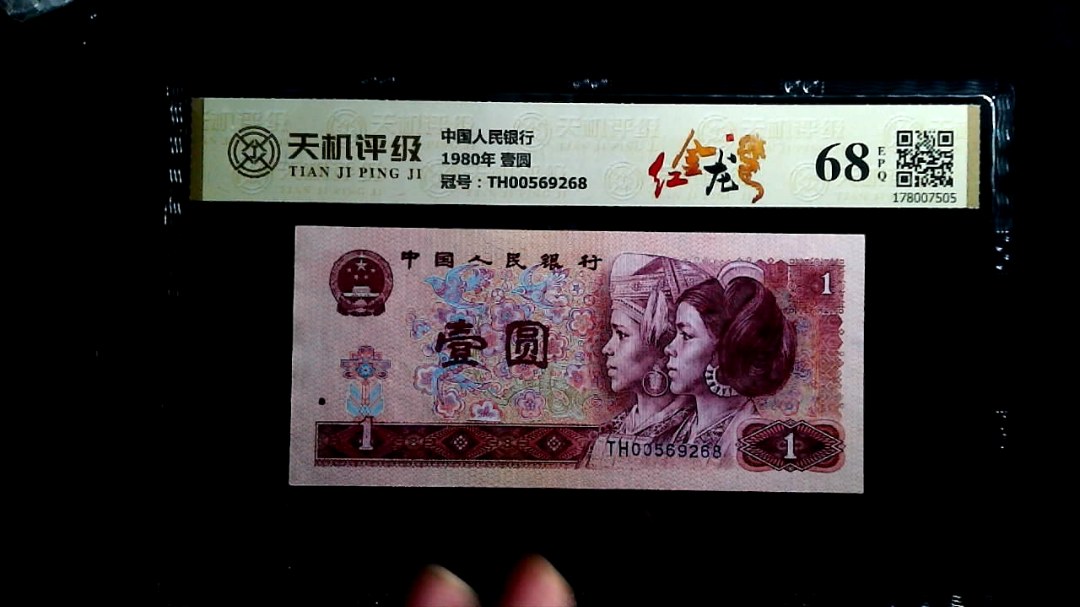 天机评级
TIAN JI PING JI
中国人民银行
1980年 壹圆
冠号：TH00569268
红金龙
68
EPQ
178007505
中国人民银行
1
壹圆
1
TH00569268
1